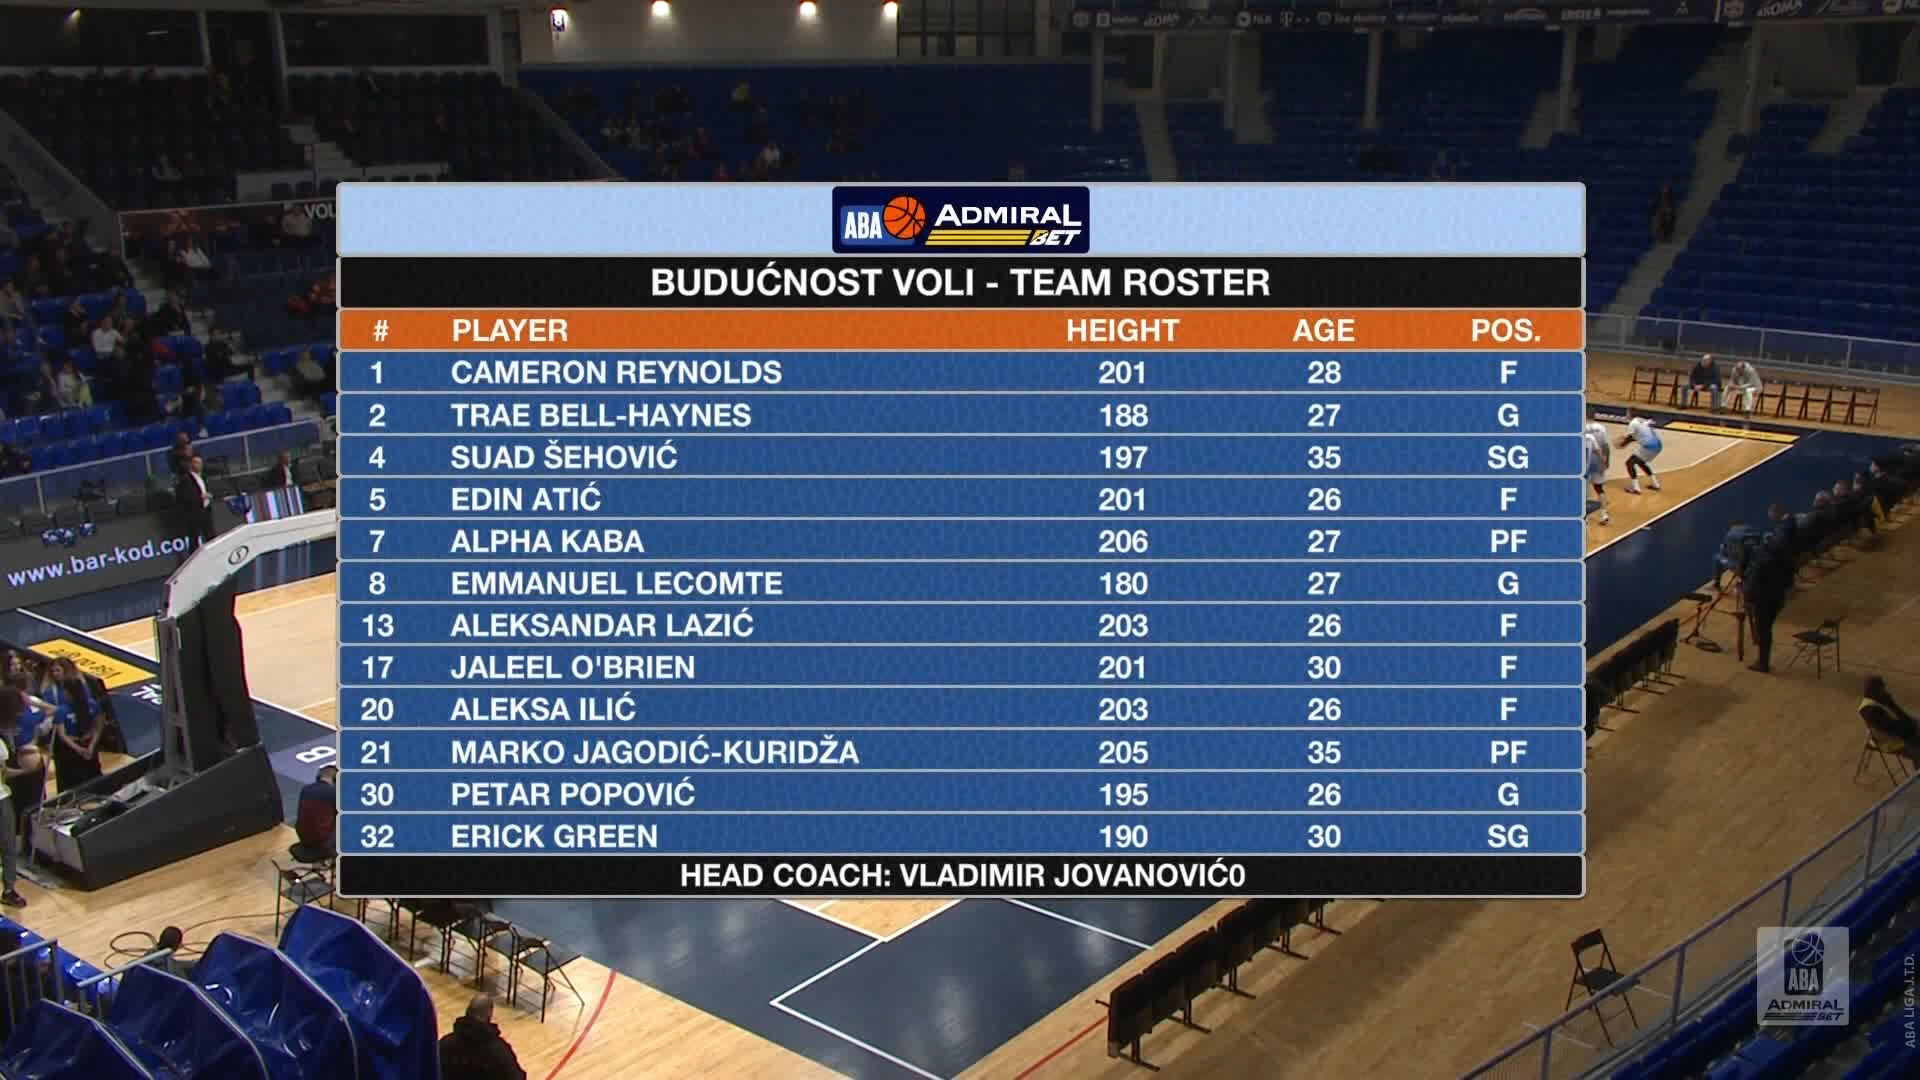 ABA ADMIRAL BET
BUDUĆNOST VOLI - TEAM ROSTER
# PLAYER HEIGHT AGE POS.
1 CAMERON REYNOLDS 201 28 F
2 TRAE BELL-HAYNES 188 27 G
4 SUAD ŠEHOVIĆ 197 35 SG
5 EDIN ATIĆ 201 26 F
7 ALPHA KABA 206 27 PF
8 EMMANUEL LECOMTE 180 27 G
13 ALEKSANDAR LAZIĆ 203 26 F
17 JALEEL O'BRIEN 201 30 F
20 ALEKSA ILIĆ 203 26 F
21 MARKO JAGODIĆ-KURIDŽA 205 35 PF
30 PETAR POPOVIĆ 195 26 G
32 ERICK GREEN 190 30 SG
HEAD COACH: VLADIMIR JOVANOVIĆ0
VOLI
www.bar-kod.co
ABA
ADMIRAL
BET
ABA LIGA J.T.D.